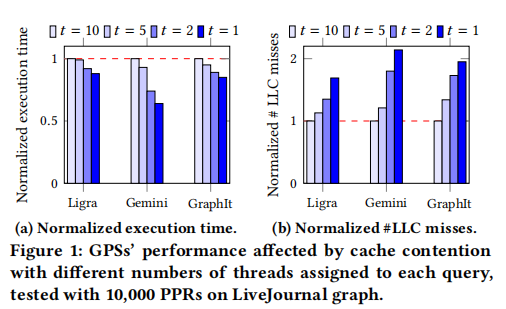 t = 10 t = 5 t = 2 t = 1
Normalized execution time
1
0.5
0
Ligra Gemini GraphIt
(a) Normalized execution time.
t = 10 t = 5 t = 2 t = 1
Normalized # LLC misses
2
1
0
Ligra Gemini GraphIt
(b) Normalized #LLC misses.
Figure 1: GPSs’ performance affected by cache contention
with different numbers of threads assigned to each query,
tested with 10,000 PPRs on LiveJournal graph.